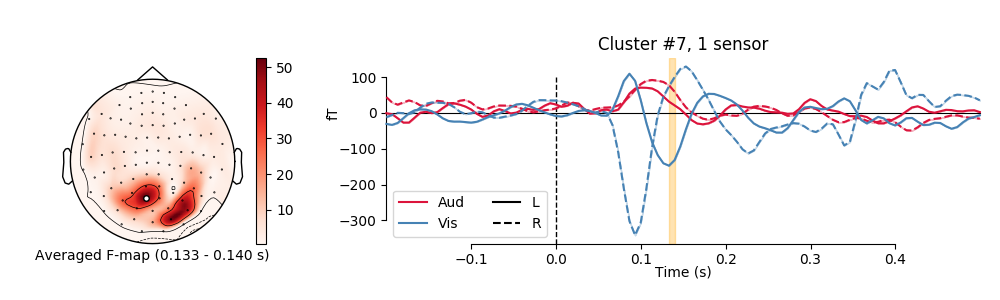 Cluster #7, 1 sensor
50
40
30
20
10
Averaged F-map (0.133 - 0.140 s)
100
0
−100
−200
−300
fT
Aud
Vis
L
R
−0.1
0.0
0.1
0.2
0.3
0.4
Time (s)